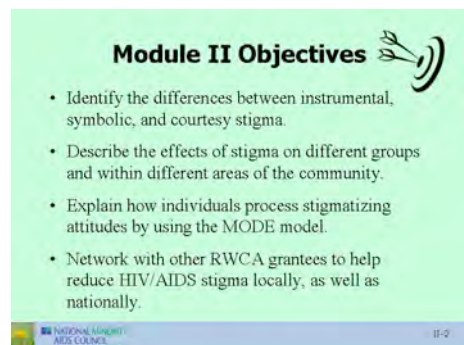 Module II Objectives
• Identify the differences between instrumental,
symbolic, and courtesy stigma.
• Describe the effects of stigma on different groups
and within different areas of the community.
• Explain how individuals process stigmatizing
attitudes by using the MODE model.
• Network with other RWCA grantees to help
reduce HIV/AIDS stigma locally, as well as
nationally.
NATIONAL MINORITY
AIDS COUNCIL
II-2